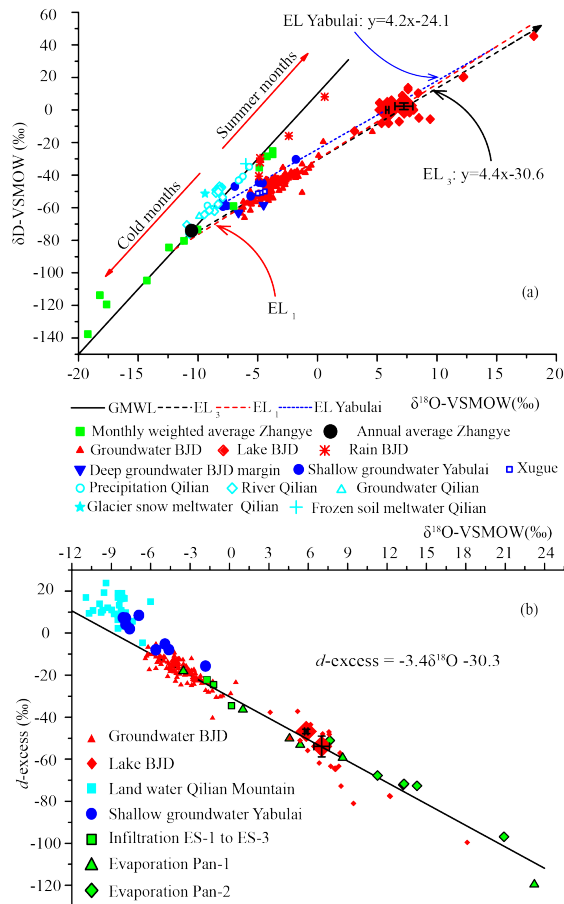 (a)
60
40
20
0
-20
-40
-60
-80
-100
-120
-140
δD-VSMOW (‰)
EL Yabulai: y=4.2x-24.1
Summer months
Cold months
EL 3: y=4.4x-30.6
EL 1
(a)
-20 -15 -10 -5 0 5 10 15
δ18O-VSMOW(‰)
GMWL EL3 EL1 EL Yabulai
Monthly weighted average Zhangye Annual average Zhangye
Groundwater BJD Lake BJD Rain BJD
Deep groundwater BJD margin Shallow groundwater Yabulai Xugue
Precipitation Qilian River Qilian Groundwater Qilian
Glacier snow meltwater Qilian Frozen soil meltwater Qilian
δ18O-VSMOW(‰)
-12 -9 -6 -3 0 3 6 9 12 15 18 21 24
20
0
-20
-40
-60
-80
-100
-120
d-excess (‰)
(b)
d-excess = -3.4δ18O -30.3
Groundwater BJD
Lake BJD
Land water Qilian Mountain
Shallow groundwater Yabulai
Infiltration ES-1 to ES-3
Evaporation Pan-1
Evaporation Pan-2